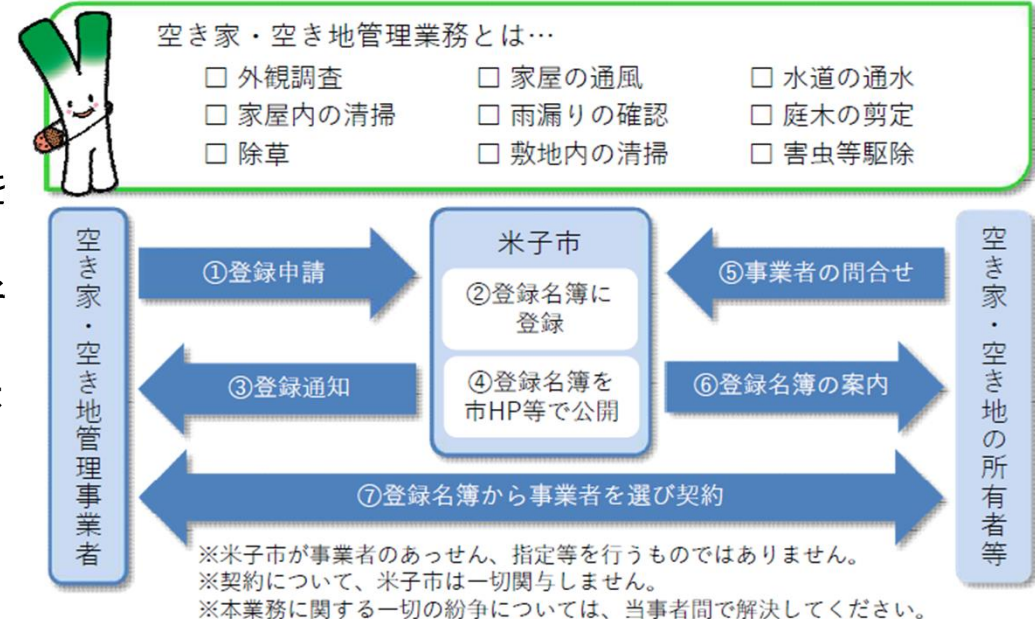 空き家・空き地管理業務とは…
□ 外観調査
□ 家屋の通風
□ 水道の通水
□ 家屋内の清掃
□ 雨漏りの確認
□ 庭木の剪定
□ 除草
□ 敷地内の清掃
□ 害虫等駆除
空き家・空き地管理事業者
①登録申請
③登録通知
米子市
②登録名簿に
登録
④登録名簿を
市HP等で公開
⑤事業者の問合せ
⑥登録名簿の案内
空き家・空き地の所有者等
⑦登録名簿から事業者を選び契約
※米子市が事業者のあっせん、指定等を行うものではありません。
※契約について、米子市は一切関与しません。
※本業務に関する一切の紛争については、当事者間で解決してください。